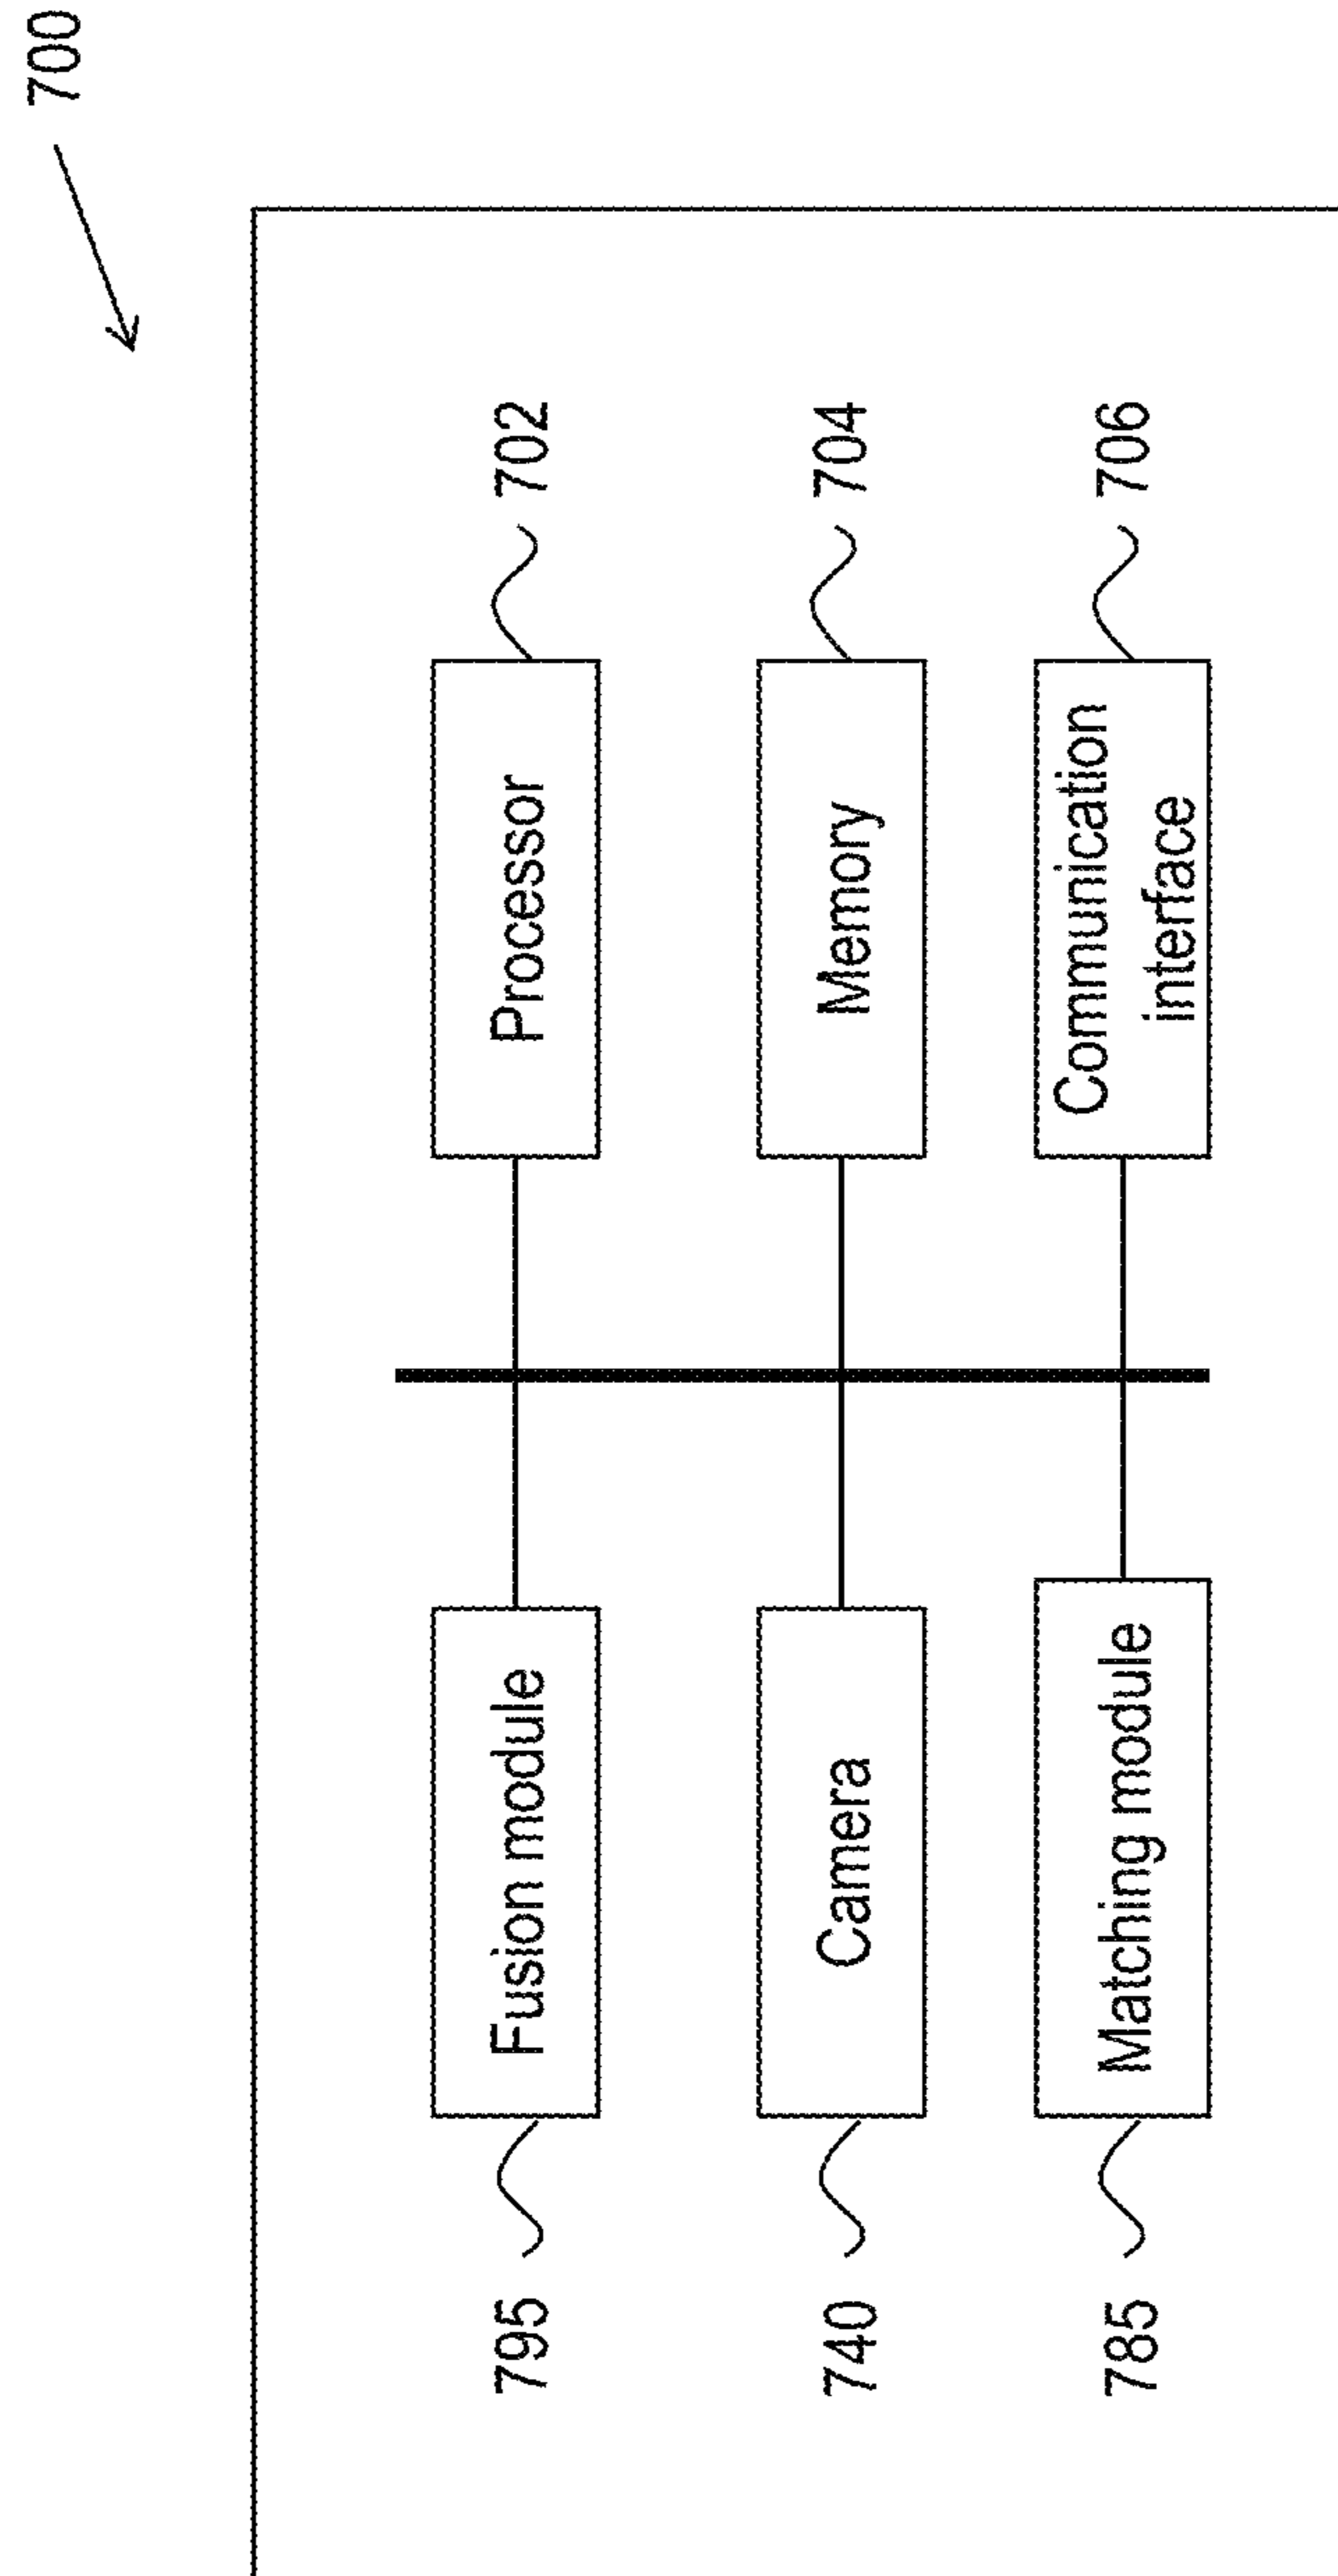 700
795
Fusion module
Processor
702
740
Camera
Memory
704
785
Matching module
Communication
interface
706